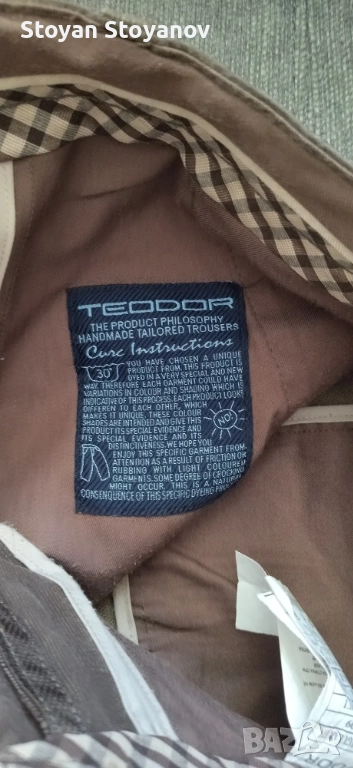 Stoyan Stoyanov
TEODOR
THE PRODUCT PHILOSOPHY
HANDMADE TAILORED TROUSERS
Curc Instructions
30°
YOU HAVE CHOSEN A UNIQUE
PRODUCT. THIS PRODUCT IS
DYED IN A VERY SPECIAL AND NEW
WAY. THEREFORE EACH GARMENT COULD HAVE
VARIATIONS IN COLOUR AND SHADING WHICH IS
INDICATIVE OF THIS PROCESS. EACH PRODUCT LOOKS
DIFFEREN TO EACH OTHER, WHICH
MAKES IT UNIQUE. THESE COLOUR
SHADES ARE INTENDED AND GIVE THIS
PRODUCT ITS SPECIAL EVIDENCE AND
ITS SPECIAL EVIDENCE AND ITS
NO!
DISTINCTIVENESS. WE HOPE YOU
ENJOY THIS SPECIFIC GARMENT FROM-
ATTENTION AS A RESULT OF FRICTION OR
RUBBING WITH LIGHT COLOURED
GARMENTS, SOME DEGREE OF CROCKING
MIGHT OCCUR. THIS IS A NATURAL
CONSENQUENCE OF THIS SPECIFIC DYEING
BAZAR